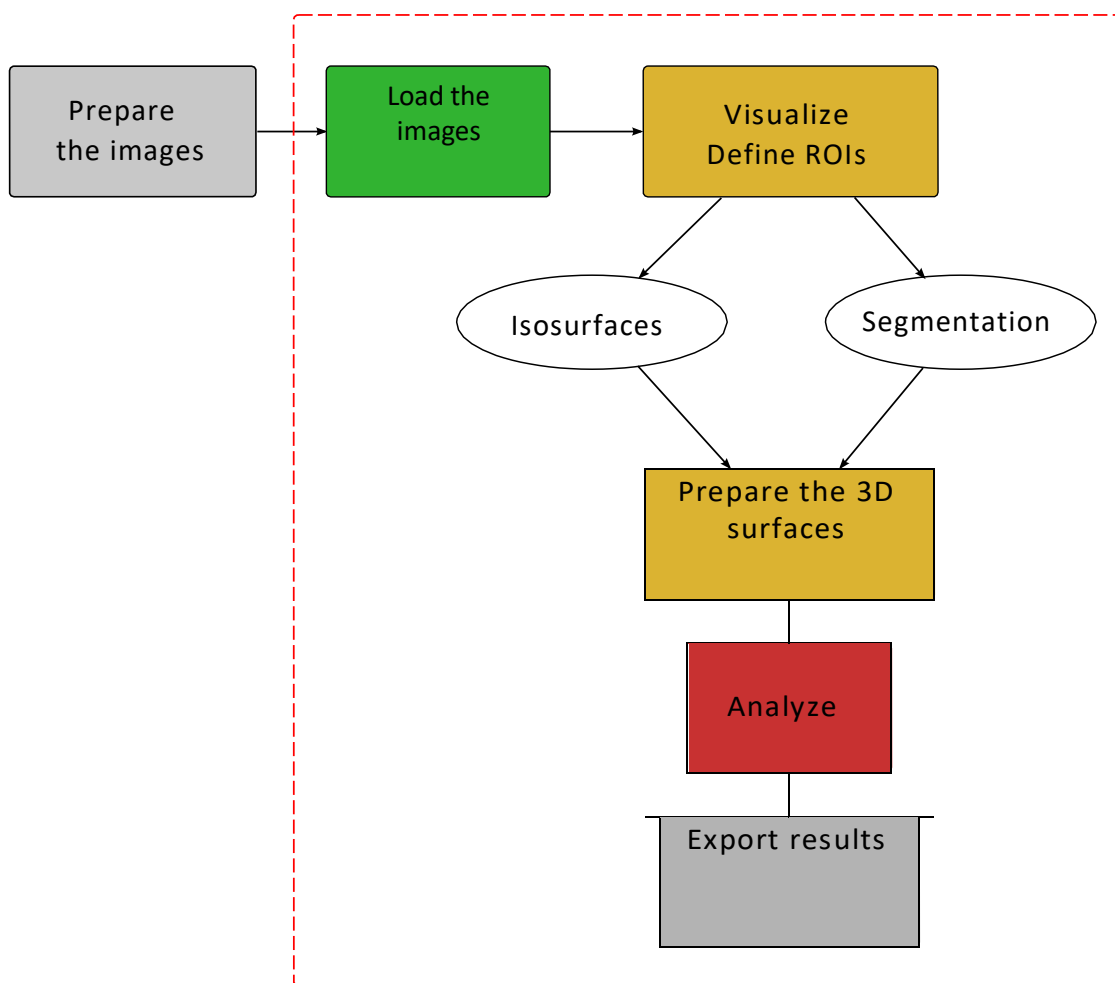 Prepare
the images
Load the
images
Visualize
Define ROIs
Isosurfaces
Segmentation
Prepare the 3D
surfaces
Analyze
Export results